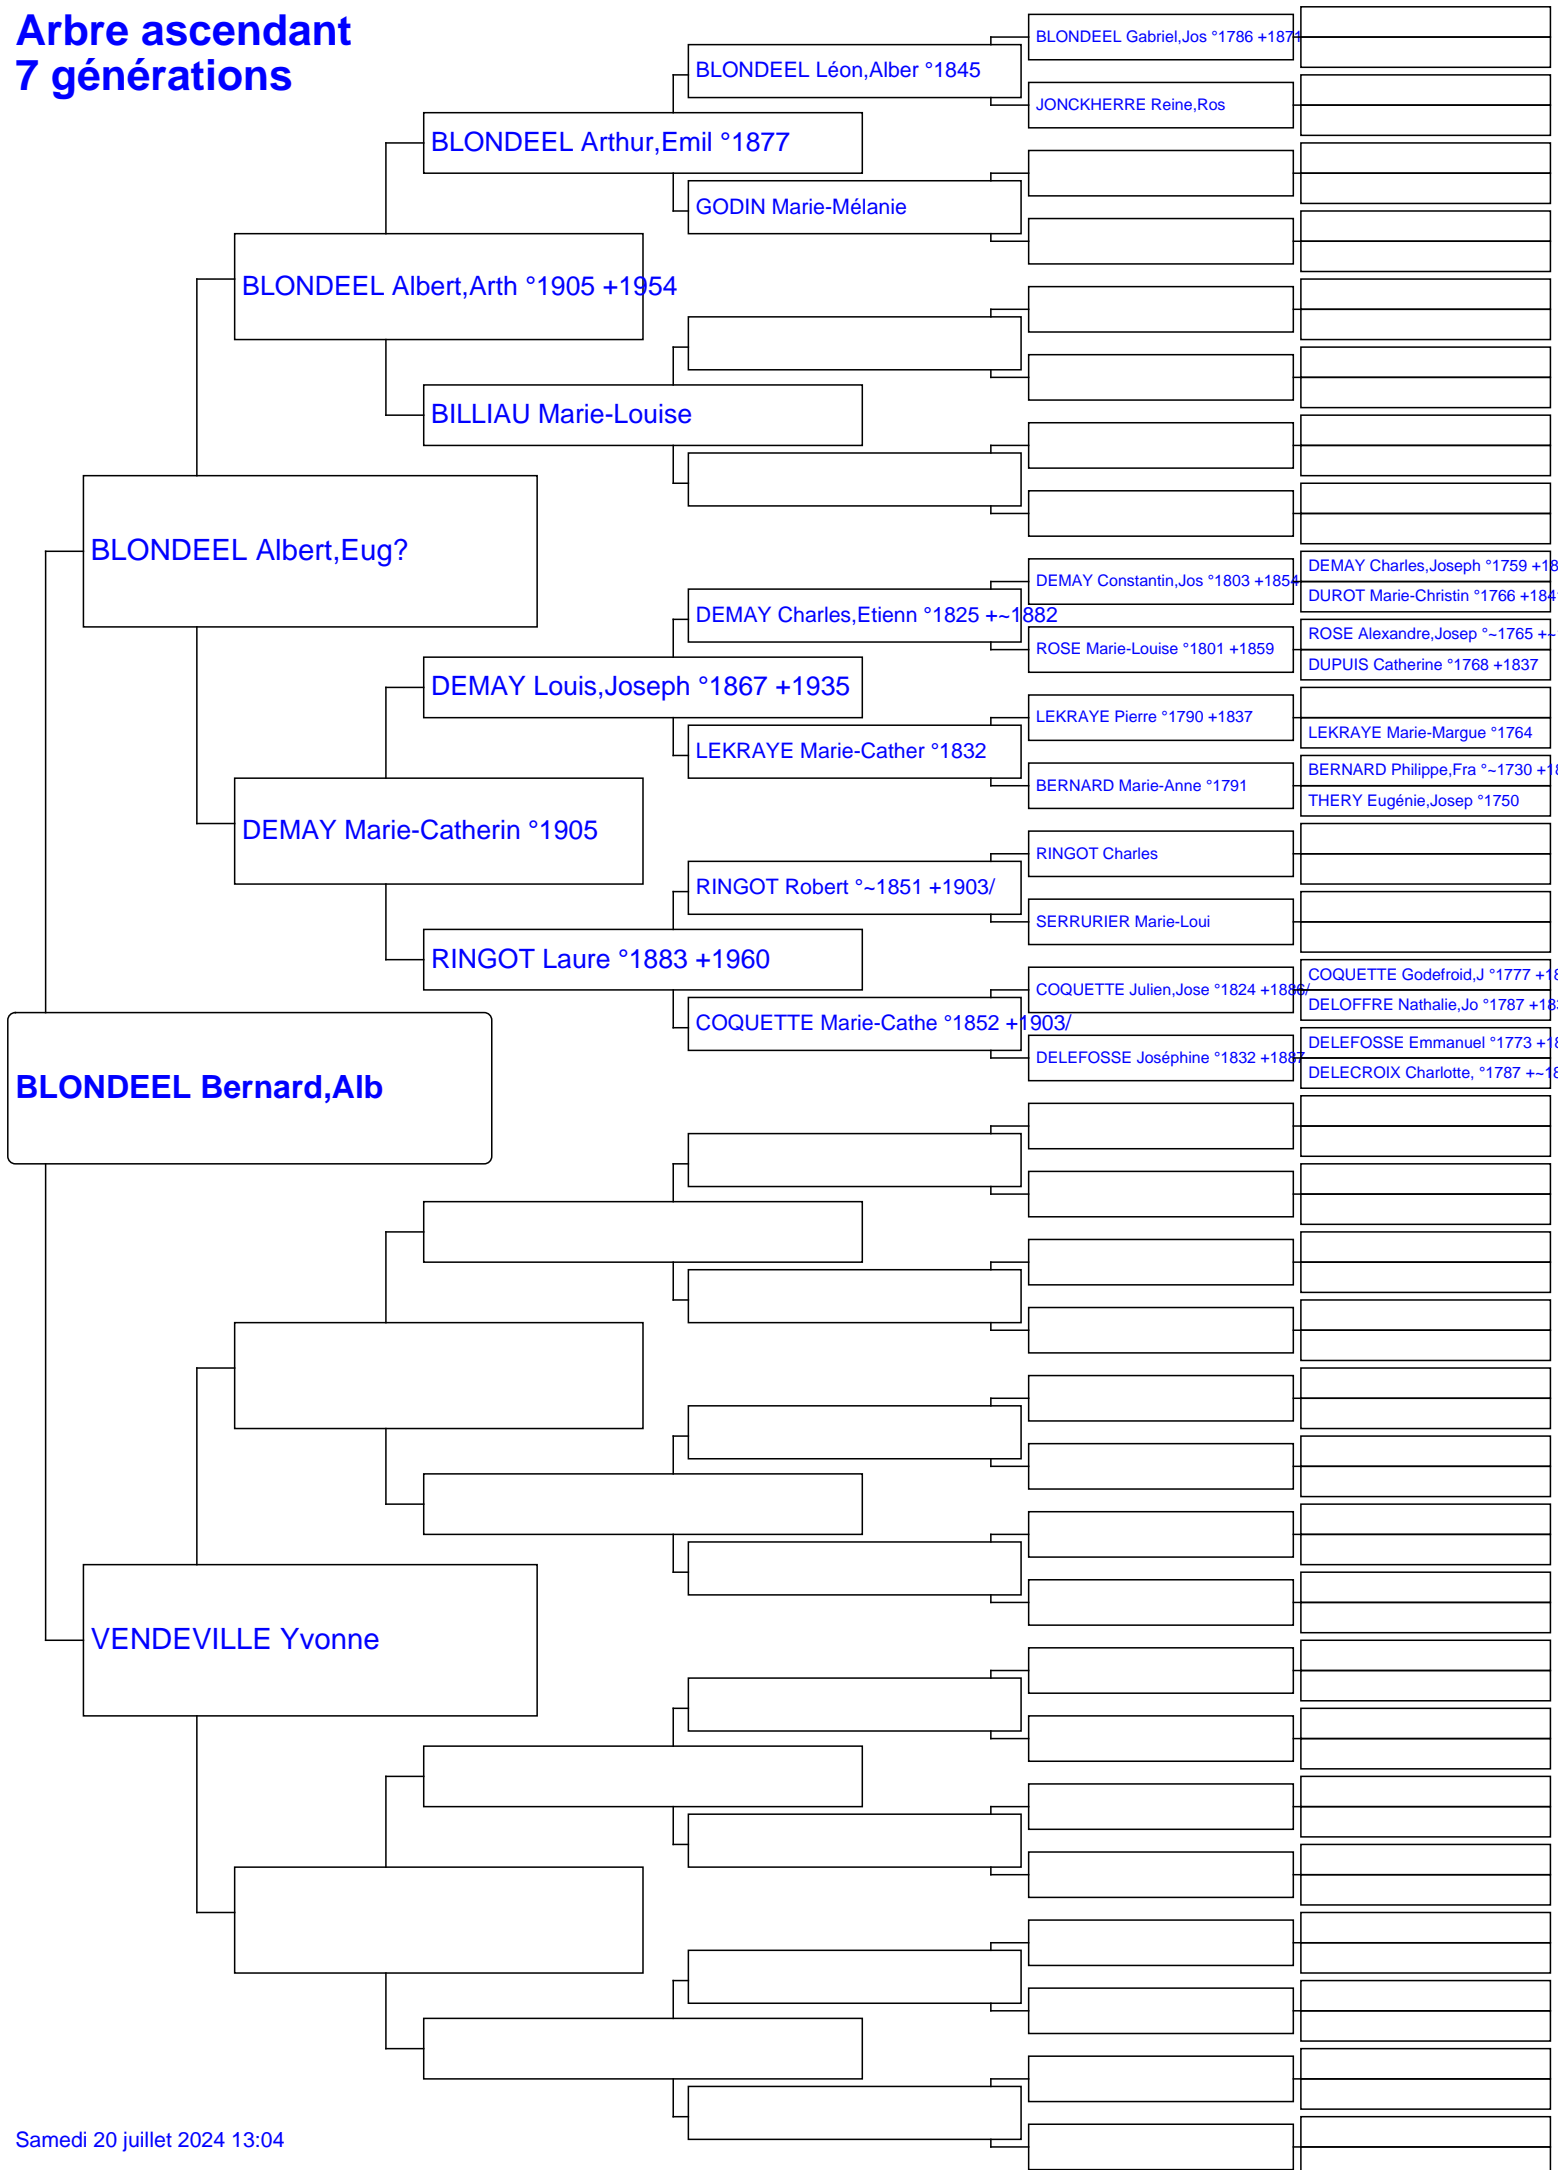 Arbre ascendant
7 générations
BLONDEEL Gabriel,Jos °1786 +1871
BLONDEEL Léon,Alber °1845
JONCKHERRE Reine,Ros
BLONDEEL Arthur,Emil °1877
GODIN Marie-Mélanie
BLONDEEL Albert,Arth °1905 +1954
BILLIAU Marie-Louise
BLONDEEL Albert,Eug?
DEMAY Charles,Joseph °1759 +18
DEMAY Constantin,Jos °1803 +1854
DUROT Marie-Christin °1766 +184
DEMAY Charles,Etienn °1825 +~1882
ROSE Alexandre,Josep °~1765 +~
ROSE Marie-Louise °1801 +1859
DUPUIS Catherine °1768 +1837
DEMAY Louis,Joseph °1867 +1935
LEKRAYE Pierre °1790 +1837
LEKRAYE Marie-Margue °1764
LEKRAYE Marie-Cather °1832
BERNARD Philippe,Fra °~1730 +18
BERNARD Marie-Anne °1791
THERY Eugénie,Josep °1750
DEMAY Marie-Catherin °1905
RINGOT Charles
RINGOT Robert °~1851 +1903/
SERRURIER Marie-Loui
RINGOT Laure °1883 +1960
COQUETTE Godefroid,J °1777 +18
COQUETTE Julien,Jose °1824 +1886/
DELOFFRE Nathalie,Jo °1787 +183
COQUETTE Marie-Cathe °1852 +1903/
DELEFOSSE Emmanuel °1773 +18
DELEFOSSE Joséphine °1832 +1887
DELECROIX Charlotte, °1787 +~18
BLONDEEL Bernard,Alb
VENDEVILLE Yvonne
Samedi 20 juillet 2024 13:04